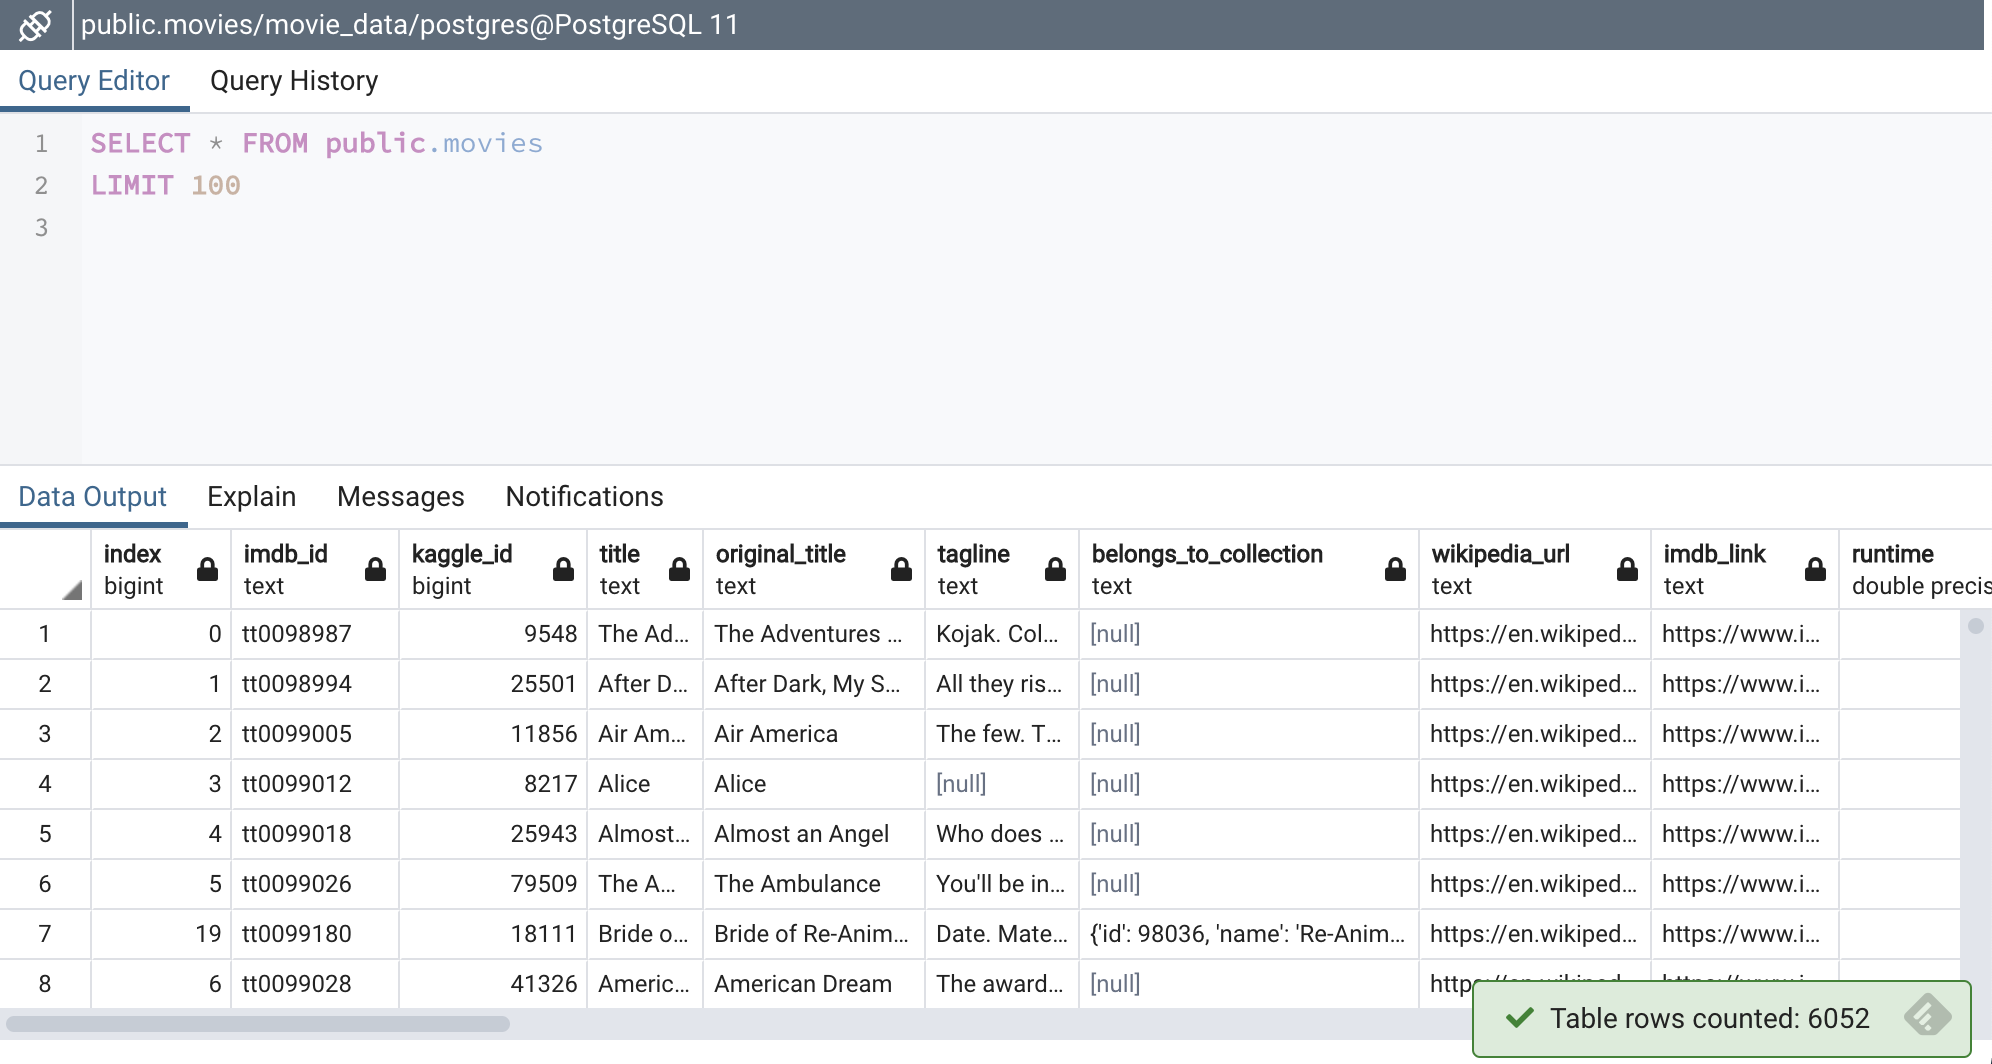 public.movies/movie_data/postgres@PostgreSQL 11
Query Editor Query History
1 SELECT * FROM public.movies
2 LIMIT 100
3
Data Output Explain Messages Notifications
index imdb_id kaggle_id title original_title tagline belongs_to_collection wikipedia_url imdb_link runtime
bigint text bigint text text text text text text double precis
1 0 tt0098987 9548 The Ad... The Adventures ... Kojak. Col... [null] https://en.wikiped... https://www.i...
2 1 tt0098994 25501 After D... After Dark, My S... All they ris... [null] https://en.wikiped... https://www.i...
3 2 tt0099005 11856 Air Am... Air America The few. T... [null] https://en.wikiped... https://www.i...
4 3 tt0099012 8217 Alice Alice [null] [null] https://en.wikiped... https://www.i...
5 4 tt0099018 25943 Almost... Almost an Angel Who does ... [null] https://en.wikiped... https://www.i...
6 5 tt0099026 79509 The A... The Ambulance You'll be in... [null] https://en.wikiped... https://www.i...
7 19 tt0099180 18111 Bride o... Bride of Re-Anim... Date. Mate... {'id': 98036, 'name': 'Re-Anim... https://en.wikiped... https://www.i...
8 6 tt0099028 41326 Americ... American Dream The award... [null]
Table rows counted: 6052